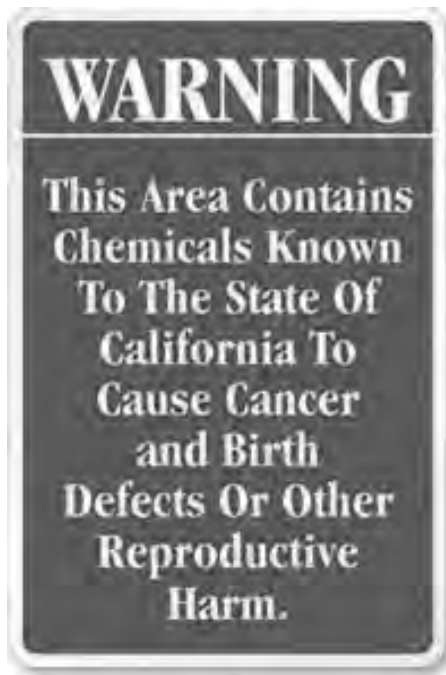 WARNING
This Area Contains
Chemicals Known
To The State Of
California To
Cause Cancer
and Birth
Defects Or Other
Reproductive
Harm.